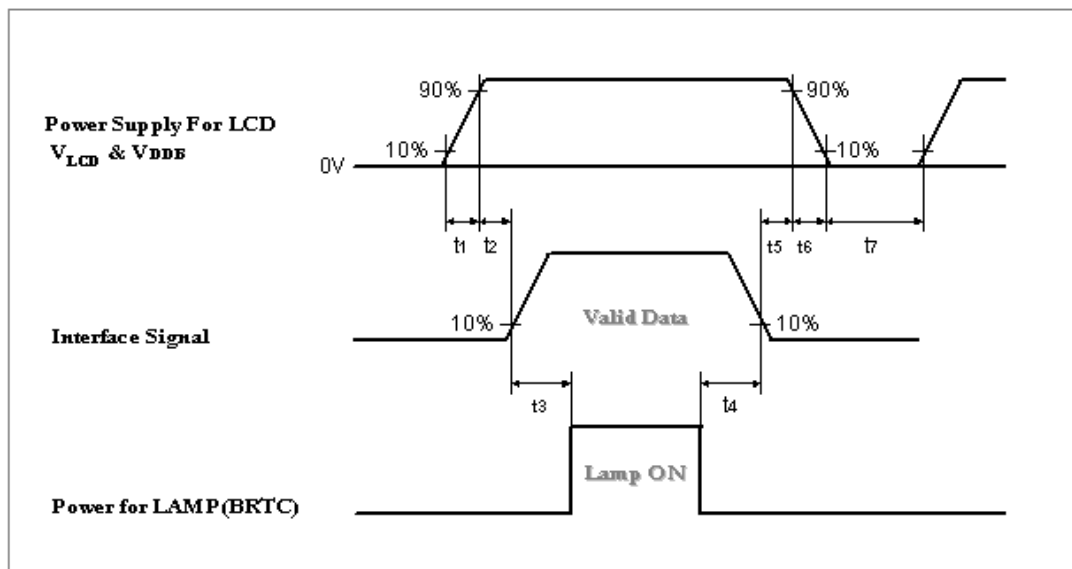 90%
90%
Power Supply For LCD
V_LCD & VDDB
10%
10%
0V
t1
t2
t5
t6
t7
Valid Data
10%
10%
Interface Signal
t3
t4
Lamp ON
Power for LAMP(BRTC)